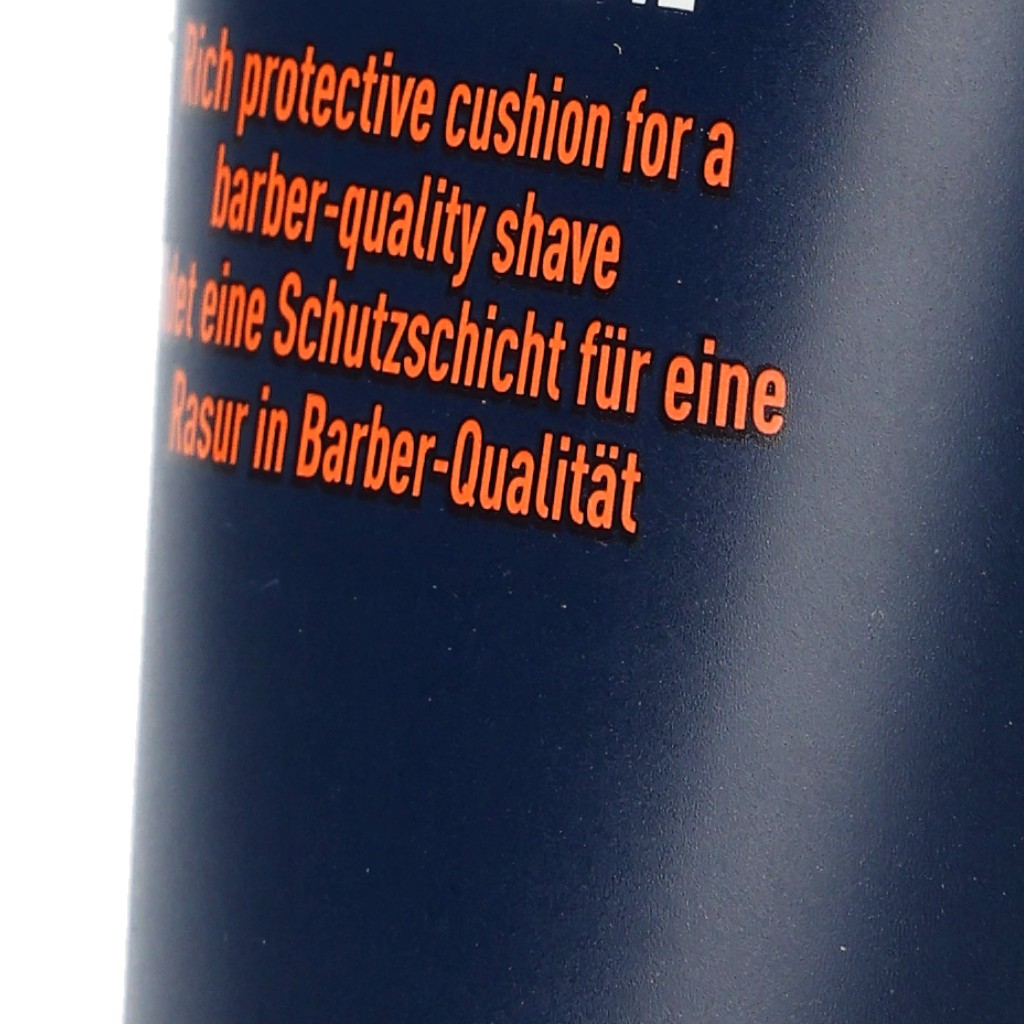 Rich protective cushion for a
barber-quality shave
eine Schutzschicht für eine
Rasur in Barber-Qualität